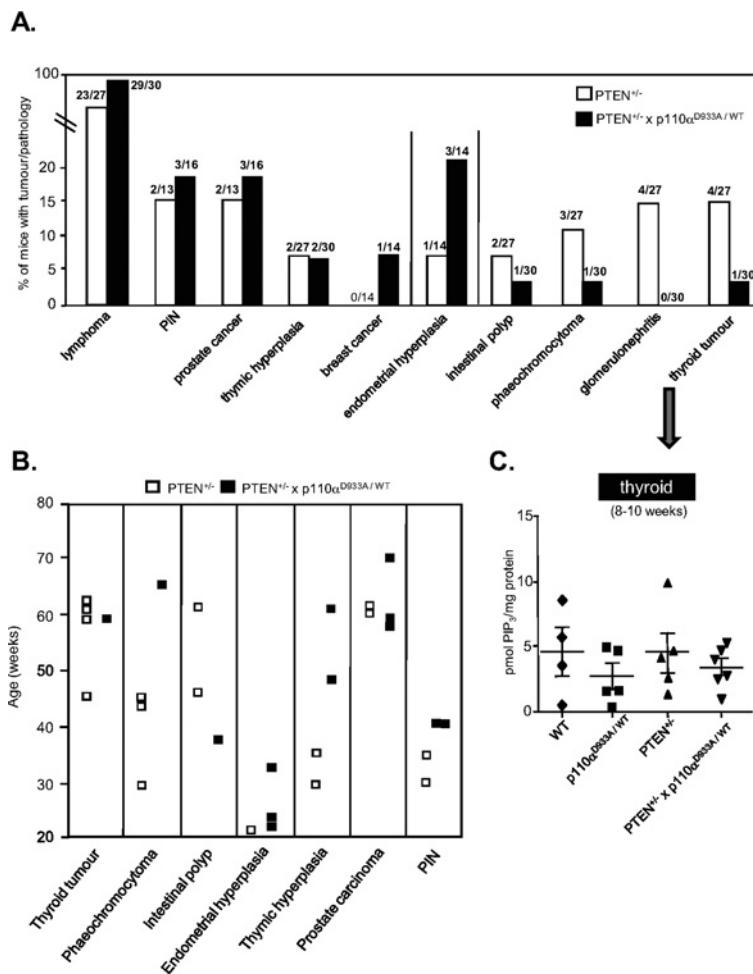 A.
100
20
15
10
5
0
% of mice with tumour/pathology
PTEN+/-
PTEN+/- x p110αD933A / WT
23/27
29/30
2/13
3/16
2/13
3/16
2/27
2/30
0/14
1/14
1/14
3/14
2/27
1/30
3/27
1/30
4/27
0/30
4/27
1/30
lymphoma
PIN
prostate cancer
thymic hyperplasia
breast cancer
endometrial hyperplasia
intestinal polyp
phaeochromocytoma
glomerulonephritis
thyroid tumour
B.
PTEN+/-
PTEN+/- x p110αD933A / WT
80
70
60
50
40
30
20
Age (weeks)
Thyroid tumour
Phaeochromocytoma
Intestinal polyp
Endometrial hyperplasia
Thymic hyperplasia
Prostate carcinoma
PIN
C.
thyroid
(8-10 weeks)
15
10
5
0
pmol PIP3/mg protein
WT
p110αD933A / WT
PTEN+/-
PTEN+/- x p110αD933A / WT